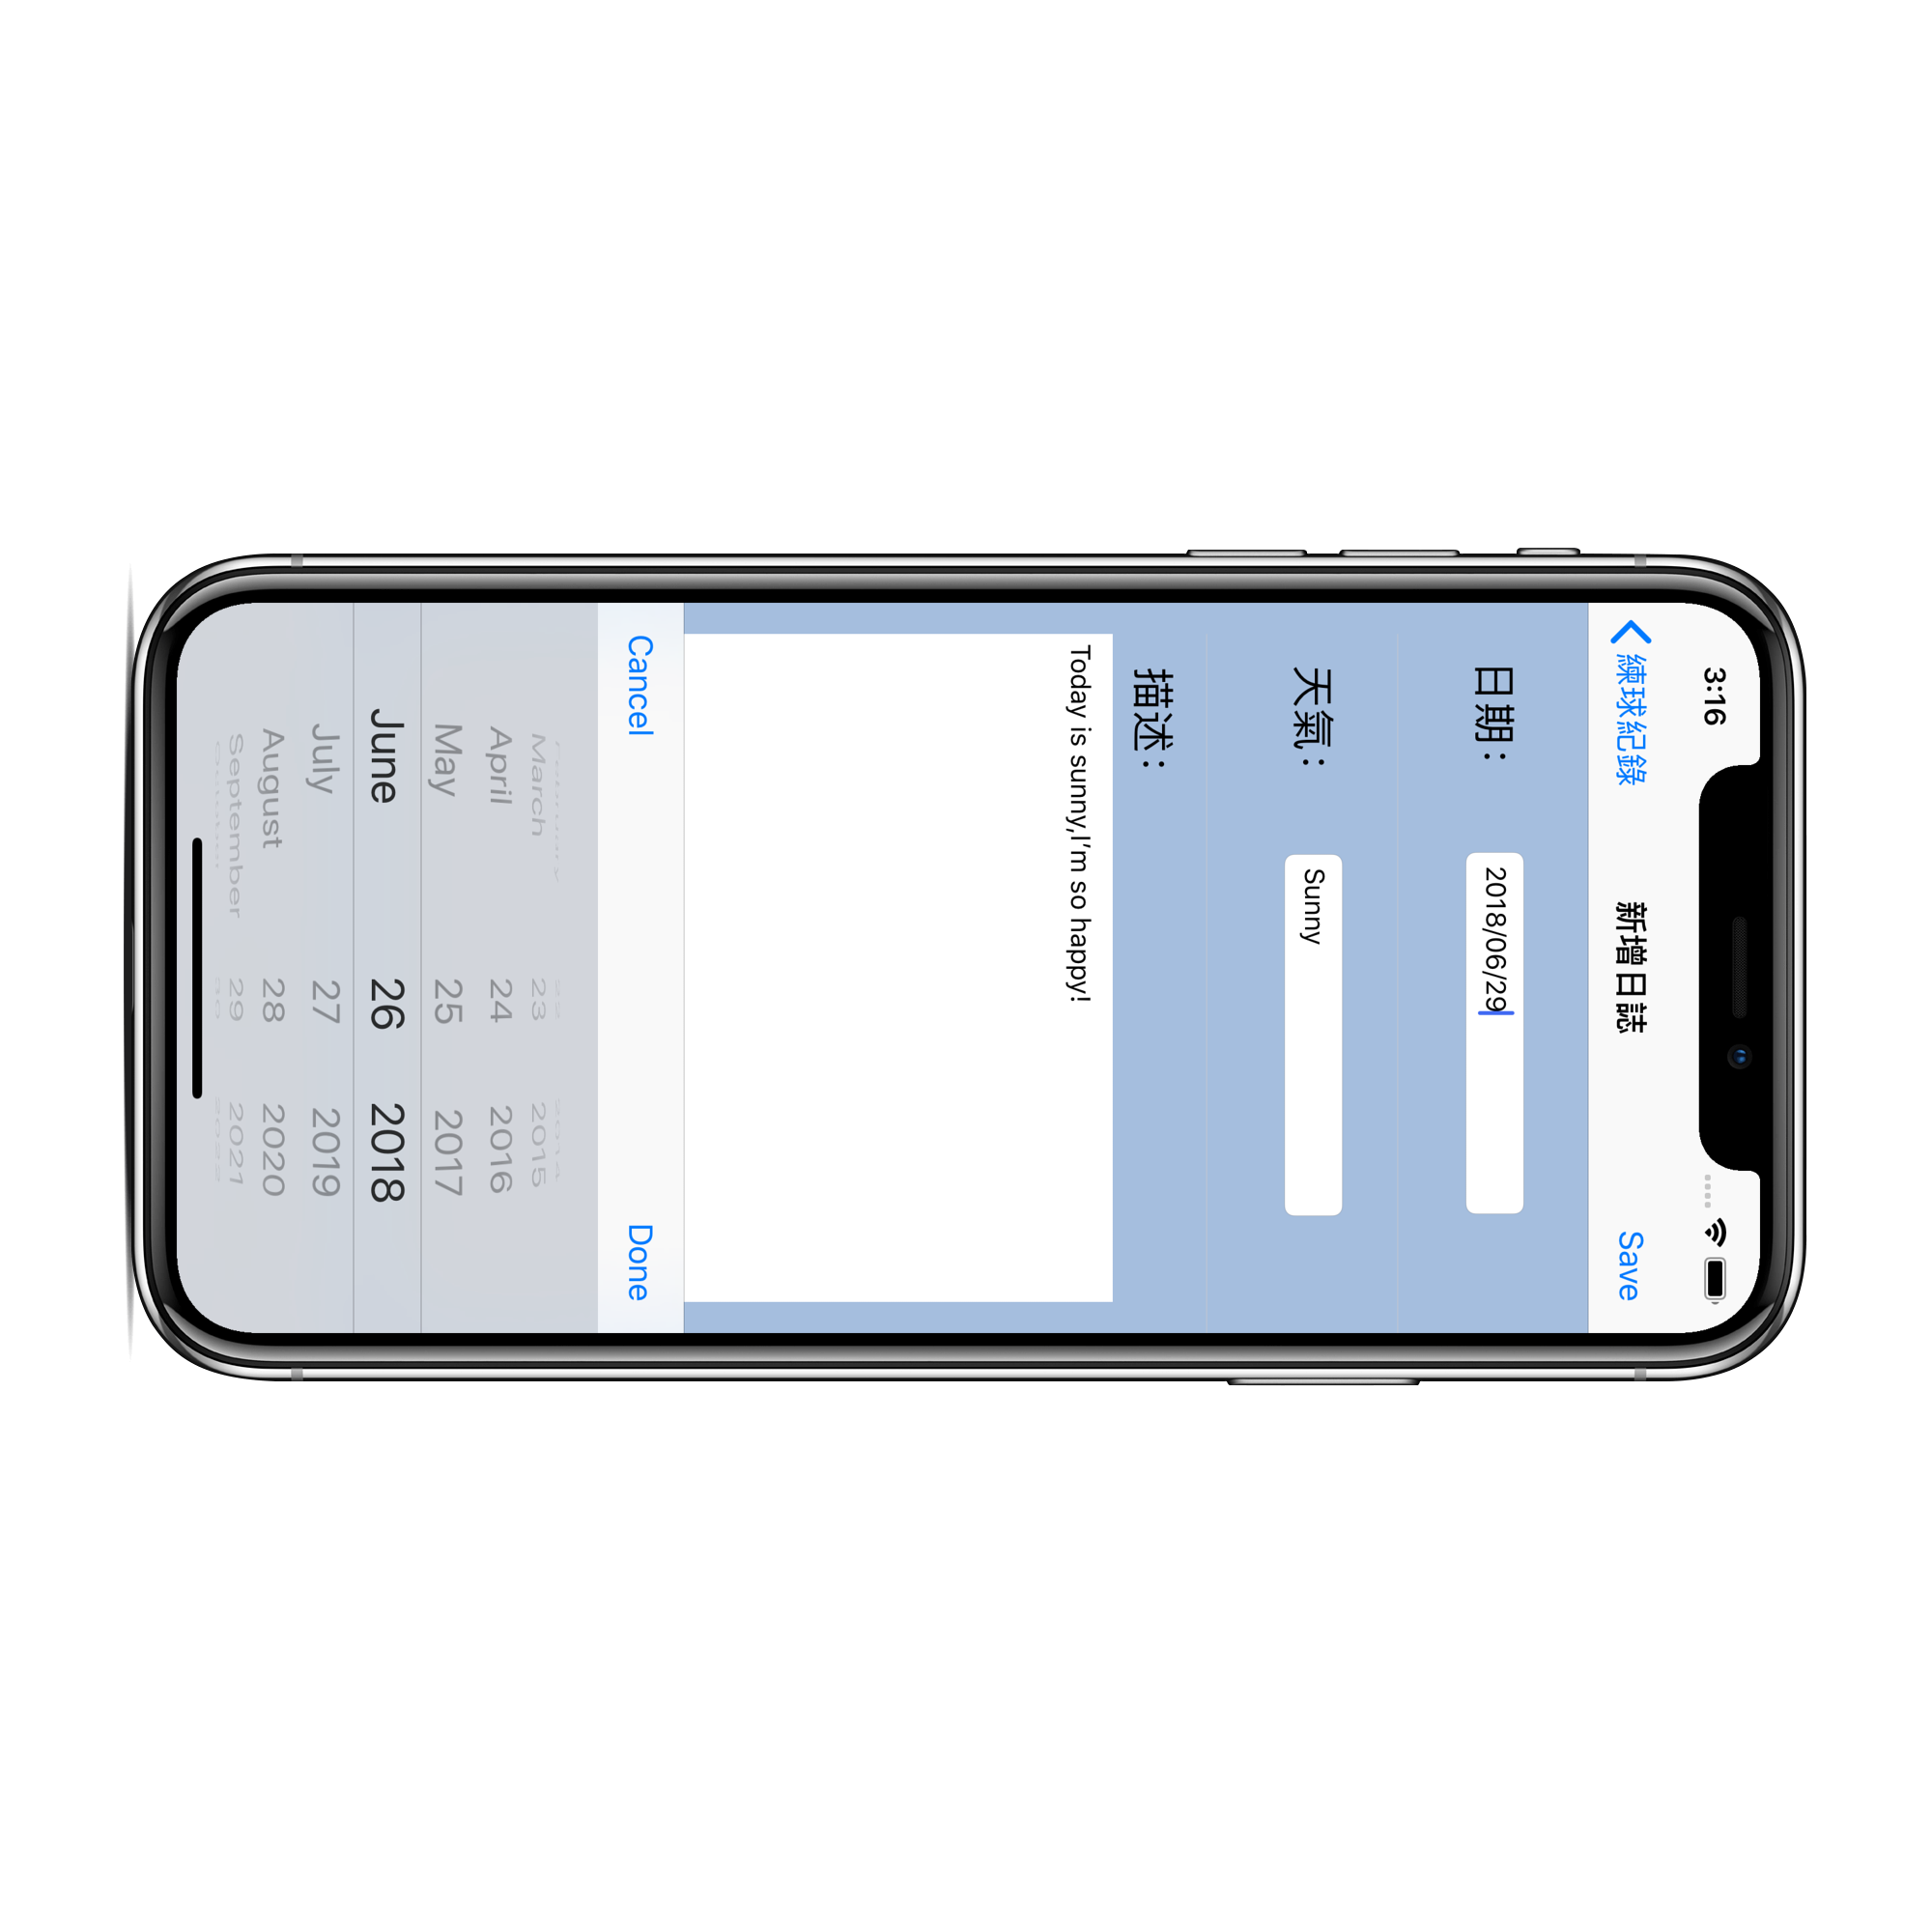 3:16
練球紀錄 新增日誌 Save
日期： 2018/06/29
天氣： Sunny
描述：
Today is sunny,I'm so happy!
Cancel Done
March 23 2015
April 24 2016
May 25 2017
June 26 2018
July 27 2019
August 28 2020
September 29 2021